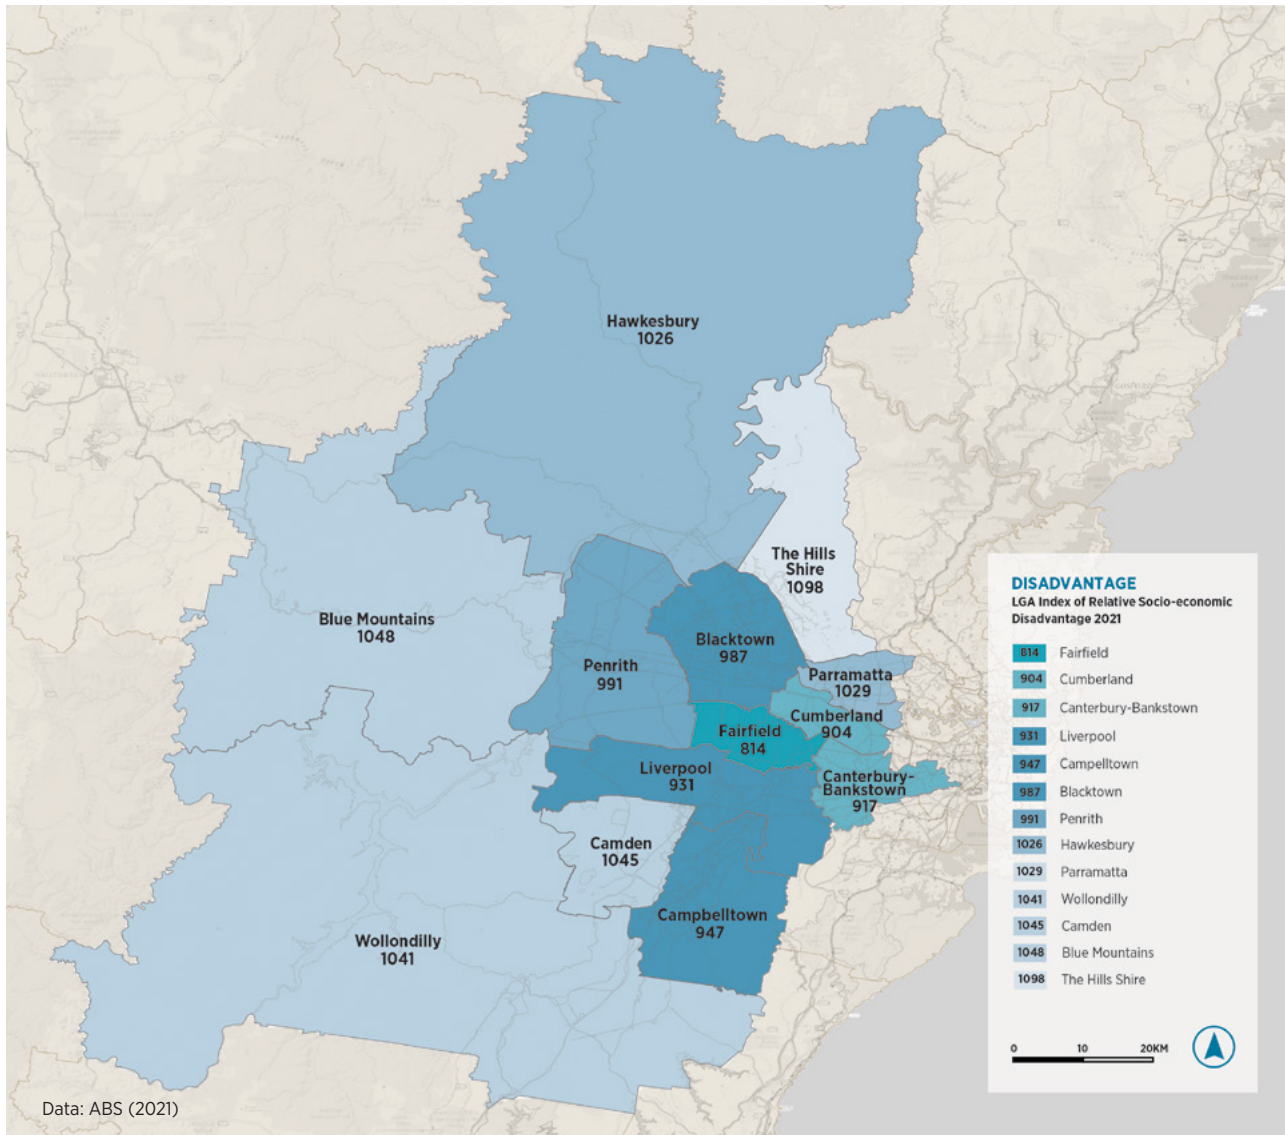 Hawkesbury
1026
The Hills
Shire
1098
Blue Mountains
1048
Blacktown
987
Penrith
991
Parramatta
1029
Cumberland
904
Fairfield
814
Liverpool
931
Canterbury-
Bankstown
917
Camden
1045
Campbelltown
947
Wollondilly
1041
DISADVANTAGE
LGA Index of Relative Socio-economic
Disadvantage 2021
814 Fairfield
904 Cumberland
917 Canterbury-Bankstown
931 Liverpool
947 Campelltown
987 Blacktown
991 Penrith
1026 Hawkesbury
1029 Parramatta
1041 Wollondilly
1045 Camden
1048 Blue Mountains
1098 The Hills Shire
0 10 20KM
Data: ABS (2021)